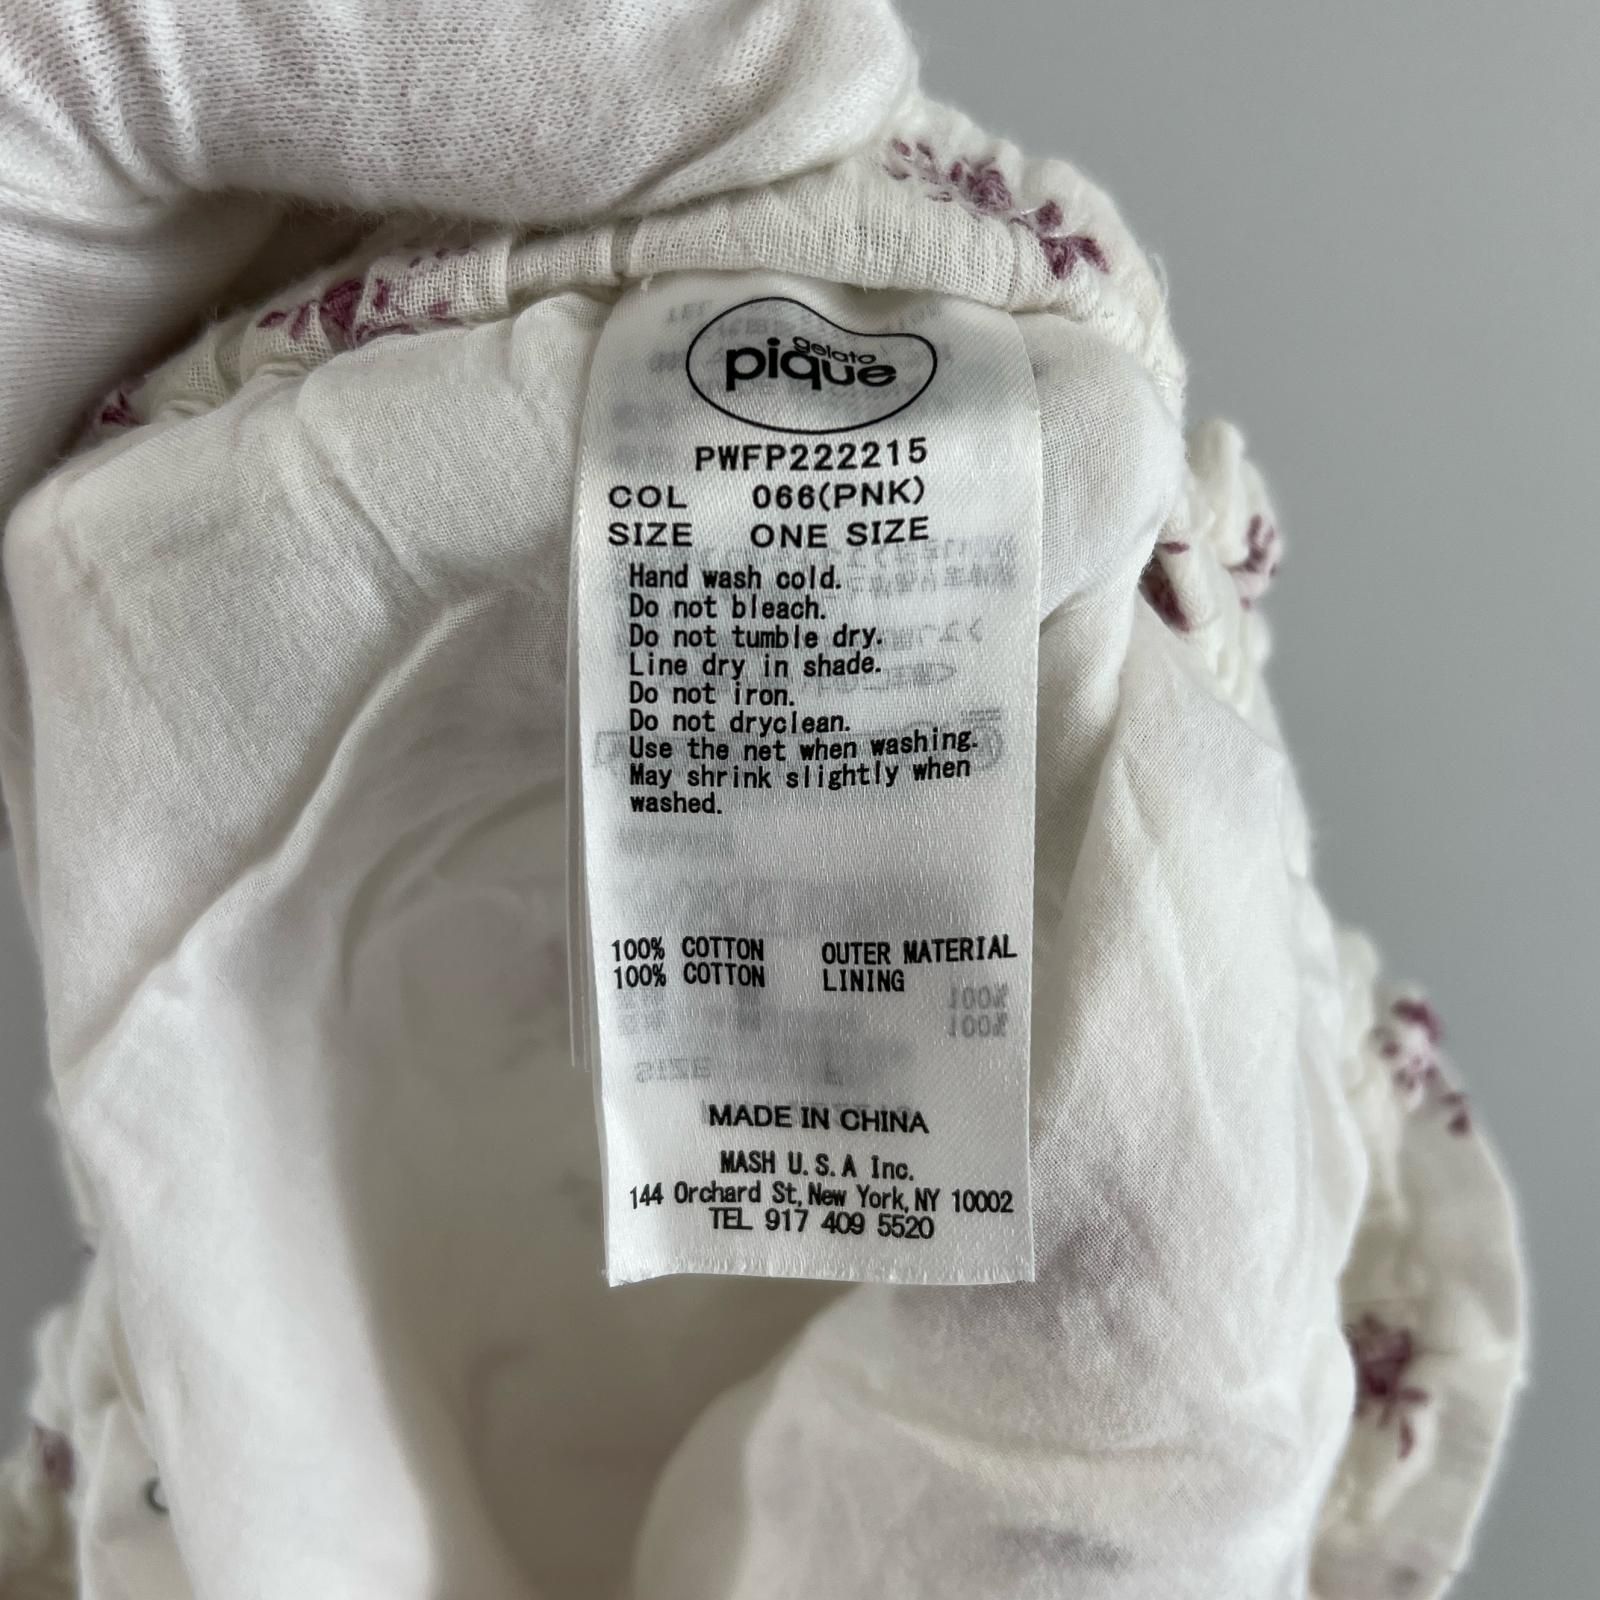 gelato
pique
PWFP222215
COL 066(PNK)
SIZE ONE SIZE
Hand wash cold.
Do not bleach.
Do not tumble dry.
Line dry in shade.
Do not iron.
Do not dryclean.
Use the net when washing.
May shrink slightly when
washed.
100% COTTON OUTER MATERIAL
100% COTTON LINING
MADE IN CHINA
MASH U.S.A Inc.
144 Orchard St, New York, NY 10002
TEL 917 409 5520